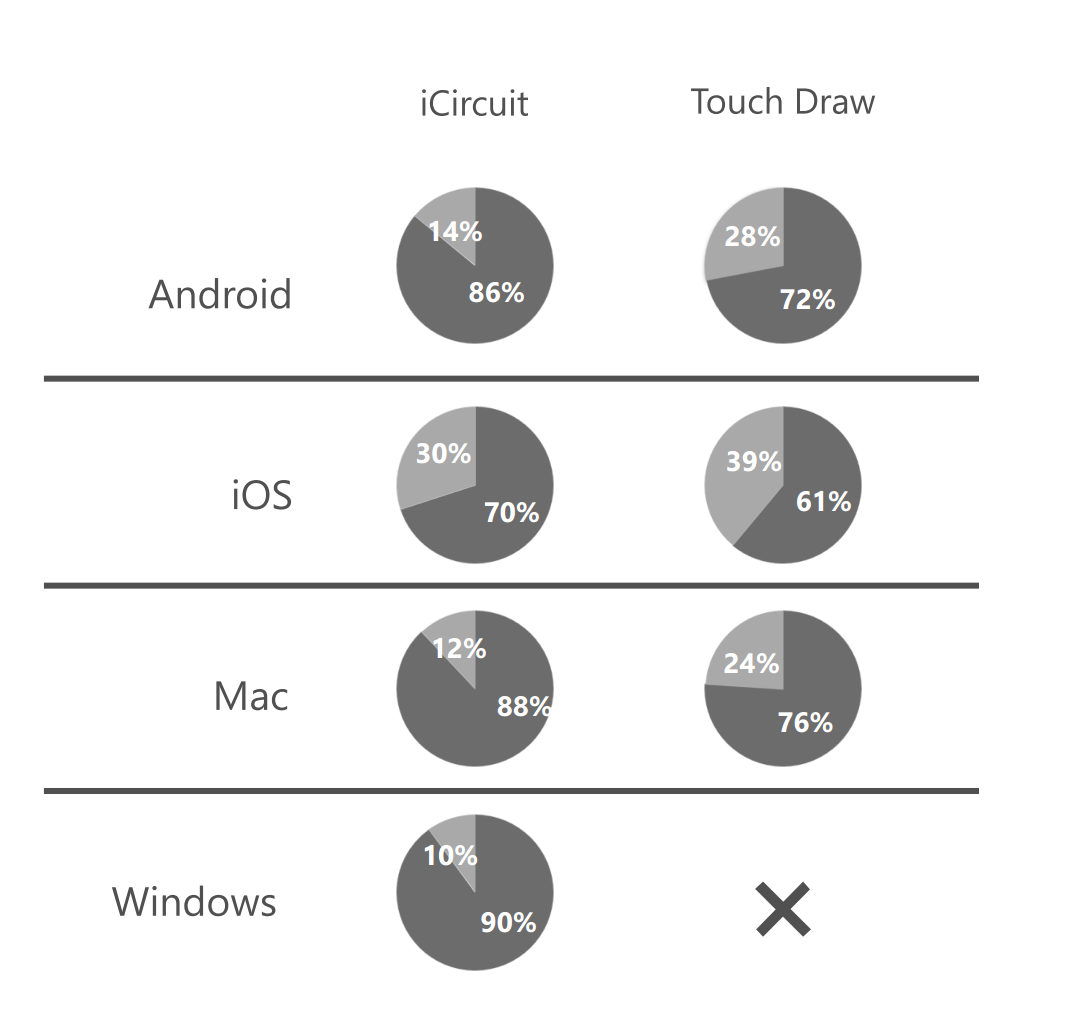 iCircuit Touch Draw
14% 86% 28% 72%
Android
30% 70% 39% 61%
iOS
12% 88% 24% 76%
Mac
10% 90%
Windows